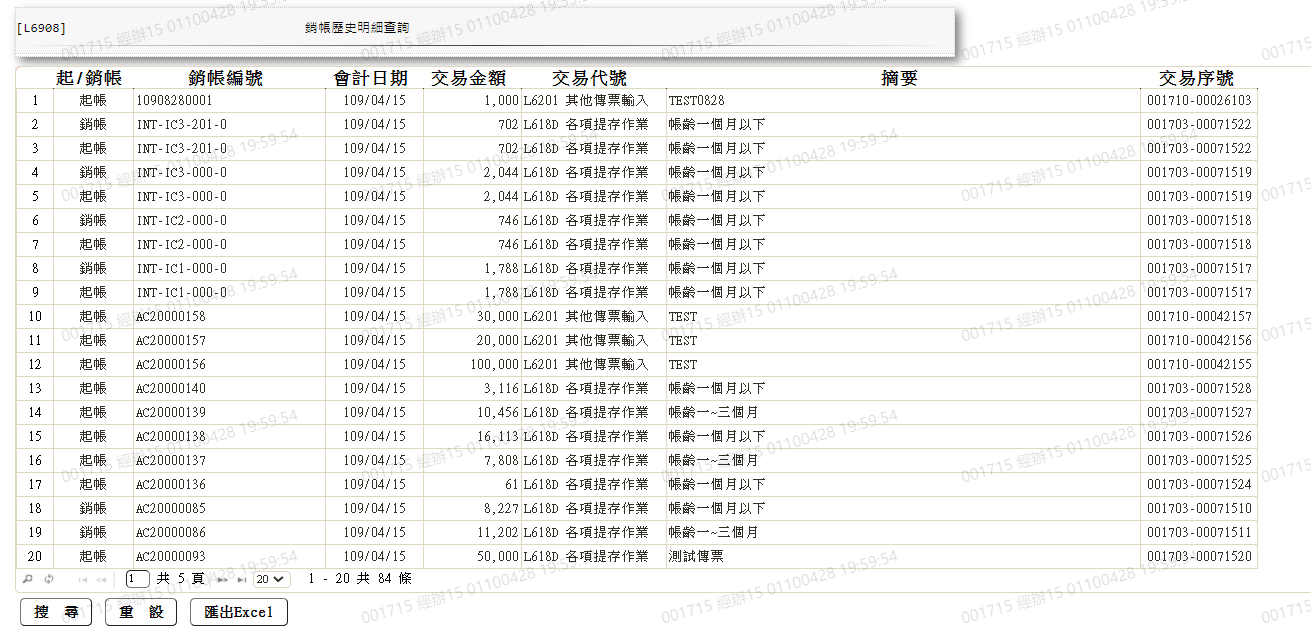 [L6908] 銷帳歷史明細查詢
起/銷帳 銷帳編號 會計日期 交易金額 交易代號 摘要 交易序號
1 起帳 10908280001 109/04/15 1,000 L6201 其他傳票輸入 TEST0828 001710-00026103
2 銷帳 INT-IC3-201-0 109/04/15 702 L618D 各項提存作業 帳齡一個月以下 001703-00071522
3 起帳 INT-IC3-201-0 109/04/15 702 L618D 各項提存作業 帳齡一個月以下 001703-00071522
4 銷帳 INT-IC3-000-0 109/04/15 2,044 L618D 各項提存作業 帳齡一個月以下 001703-00071519
5 起帳 INT-IC3-000-0 109/04/15 2,044 L618D 各項提存作業 帳齡一個月以下 001703-00071519
6 銷帳 INT-IC2-000-0 109/04/15 746 L618D 各項提存作業 帳齡一個月以下 001703-00071518
7 起帳 INT-IC2-000-0 109/04/15 746 L618D 各項提存作業 帳齡一個月以下 001703-00071518
8 銷帳 INT-IC1-000-0 109/04/15 1,788 L618D 各項提存作業 帳齡一個月以下 001703-00071517
9 起帳 INT-IC1-000-0 109/04/15 1,788 L618D 各項提存作業 帳齡一個月以下 001703-00071517
10 起帳 AC20000158 109/04/15 30,000 L6201 其他傳票輸入 TEST 001710-00042157
11 起帳 AC20000157 109/04/15 20,000 L6201 其他傳票輸入 TEST 001710-00042156
12 起帳 AC20000156 109/04/15 100,000 L6201 其他傳票輸入 TEST 001710-00042155
13 起帳 AC20000140 109/04/15 3,116 L618D 各項提存作業 帳齡一個月以下 001703-00071528
14 起帳 AC20000139 109/04/15 10,456 L618D 各項提存作業 帳齡一~三個月 001703-00071527
15 起帳 AC20000138 109/04/15 16,113 L618D 各項提存作業 帳齡一個月以下 001703-00071526
16 起帳 AC20000137 109/04/15 7,808 L618D 各項提存作業 帳齡一~三個月 001703-00071525
17 起帳 AC20000136 109/04/15 61 L618D 各項提存作業 帳齡一個月以下 001703-00071524
18 銷帳 AC20000085 109/04/15 8,227 L618D 各項提存作業 帳齡一個月以下 001703-00071510
19 銷帳 AC20000086 109/04/15 11,202 L618D 各項提存作業 帳齡一~三個月 001703-00071511
20 起帳 AC20000093 109/04/15 50,000 L618D 各項提存作業 測試傳票 001703-00071520
1 共 5 頁 20 1 - 20 共 84 條
搜 尋 重 設 匯出Excel
001715 經辦15 01100428 19:59:54